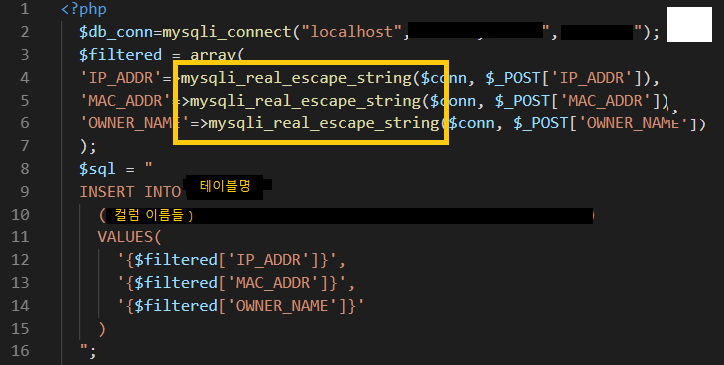 1 <?php
2 $db_conn=mysqli_connect("localhost", ", ");
3 $filtered = array(
4 'IP_ADDR'=>mysqli_real_escape_string($conn, $_POST['IP_ADDR']),
5 'MAC_ADDR'=>mysqli_real_escape_string($conn, $_POST['MAC_ADDR']),
6 'OWNER_NAME'=>mysqli_real_escape_string($conn, $_POST['OWNER_NAME'])
7 );
8 $sql = "
9 INSERT INTO 테이블명
10 ( 컬럼 이름들 ) )
11 VALUES(
12 '{$filtered['IP_ADDR']}',
13 '{$filtered['MAC_ADDR']}',
14 '{$filtered['OWNER_NAME']}'
15 )
16 ";